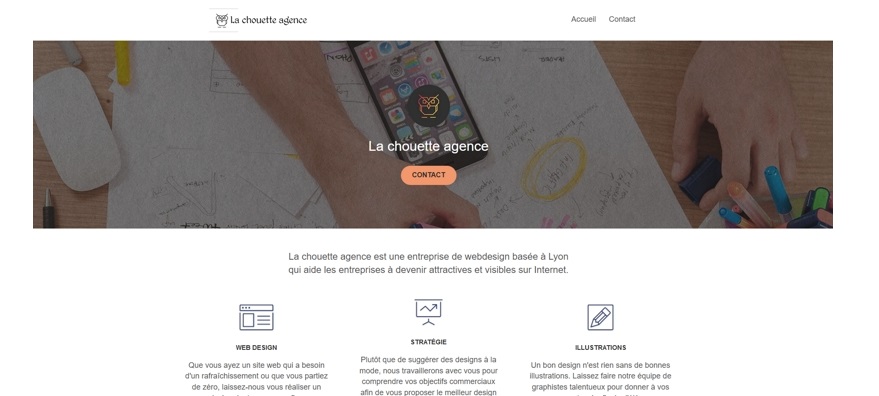 La chouette agence
Accueil Contact
La chouette agence
CONTACT
La chouette agence est une entreprise de webdesign basée à Lyon
qui aide les entreprises à devenir attractives et visibles sur Internet.
WEB DESIGN
Que vous ayez un site web qui a besoin
d'un rafraîchissement ou que vous partiez
de zéro, laissez-nous vous réaliser un
STRATÉGIE
Plutôt que de suggérer des designs à la
mode, nous travaillerons avec vous pour
comprendre vos objectifs commerciaux
afin de vous proposer le meilleur design
ILLUSTRATIONS
Un bon design n'est rien sans de bonnes
illustrations. Laissez faire notre équipe de
graphistes talentueux pour donner à vos